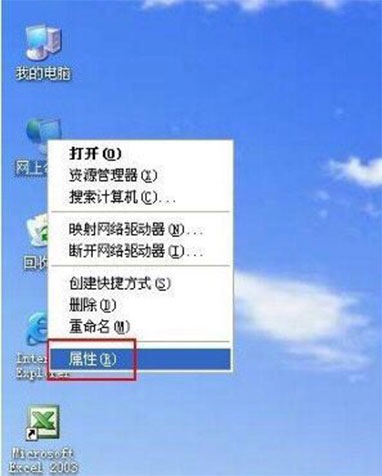 我的电脑
网上
打开(O)
资源管理器(X)
搜索计算机(C)...
映射网络驱动器(N)...
断开网络驱动器(I)...
创建快捷方式(S)
删除(D)
重命名(M)
属性(R)
回收
Inter
Explorer
Microsoft
Excel 2003